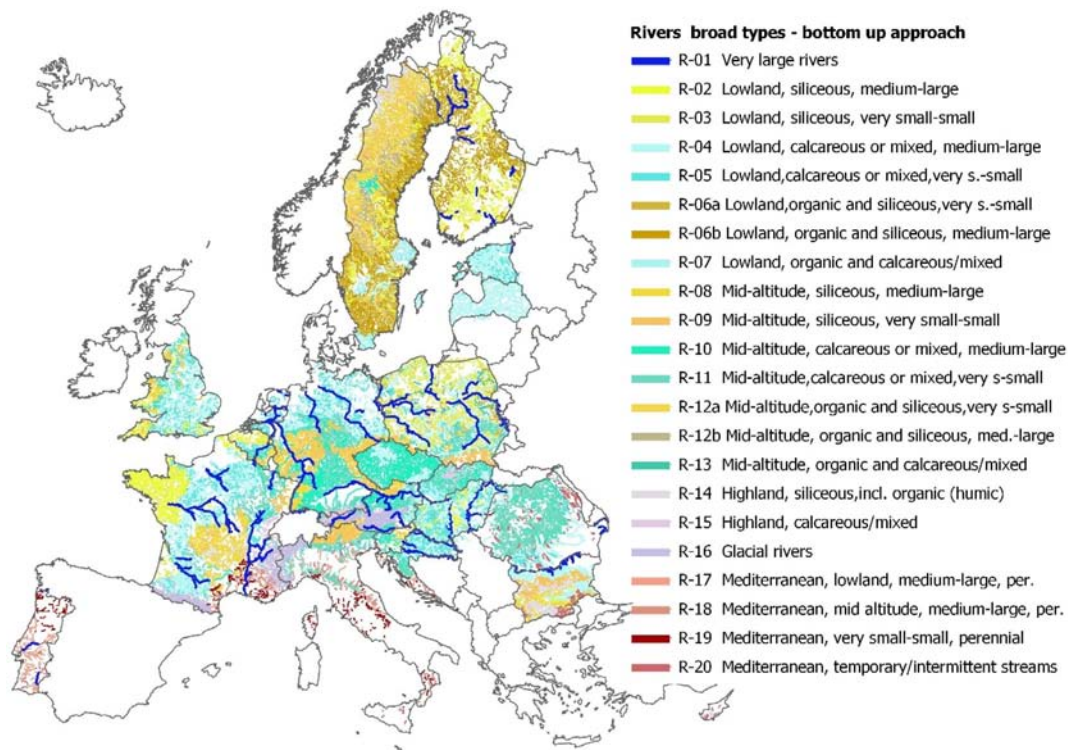 Rivers broad types - bottom up approach
R-01 Very large rivers
R-02 Lowland, siliceous, medium-large
R-03 Lowland, siliceous, very small-small
R-04 Lowland, calcareous or mixed, medium-large
R-05 Lowland,calcareous or mixed,very s.-small
R-06a Lowland,organic and siliceous,very s.-small
R-06b Lowland, organic and siliceous, medium-large
R-07 Lowland, organic and calcareous/mixed
R-08 Mid-altitude, siliceous, medium-large
R-09 Mid-altitude, siliceous, very small-small
R-10 Mid-altitude, calcareous or mixed, medium-large
R-11 Mid-altitude,calcareous or mixed,very s-small
R-12a Mid-altitude,organic and siliceous,very s-small
R-12b Mid-altitude, organic and siliceous, med.-large
R-13 Mid-altitude, organic and calcareous/mixed
R-14 Highland, siliceous,incl. organic (humic)
R-15 Highland, calcareous/mixed
R-16 Glacial rivers
R-17 Mediterranean, lowland, medium-large, per.
R-18 Mediterranean, mid altitude, medium-large, per.
R-19 Mediterranean, very small-small, perennial
R-20 Mediterranean, temporary/intermittent streams